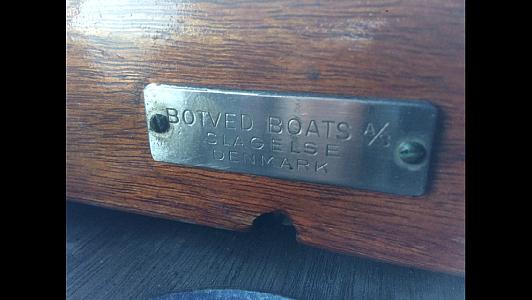 BOTVED BOATS A/S
SLAGELSE
DENMARK